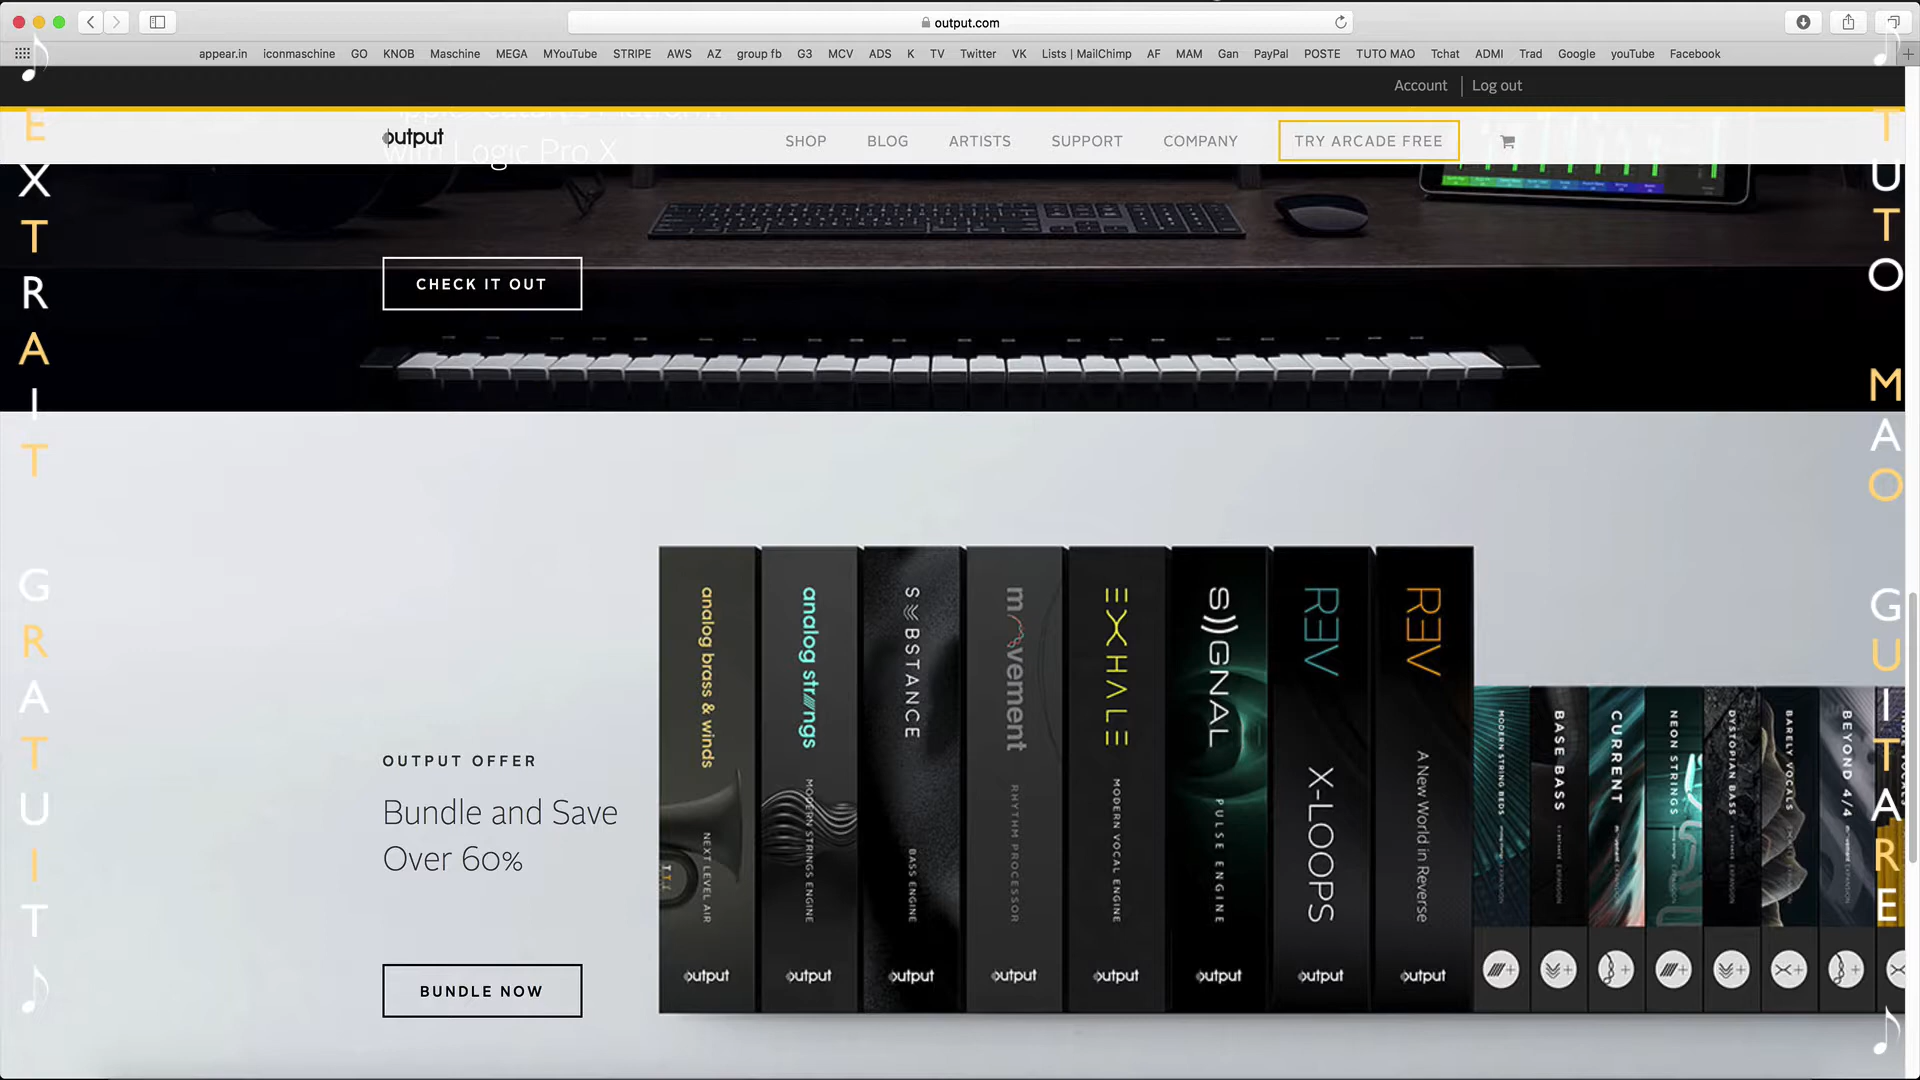 output.com
appear.in iconmaschine GO KNOB Maschine MEGA MYouTube STRIPE AWS AZ group fb G3 MCV ADS K TV Twitter VK Lists | MailChimp AF MAM Gan PayPal POSTE TUTO MAO Tchat ADMI Trad Google youTube Facebook
Account Log out
output SHOP BLOG ARTISTS SUPPORT COMPANY TRY ARCADE FREE
with Logic Pro X
CHECK IT OUT
EXTRAIT GRATUIT
TUTO MAO GUITARE
OUTPUT OFFER
Bundle and Save
Over 60%
BUNDLE NOW
analog brass & winds NEXT LEVEL AIR output
analog strings MODERN STRINGS ENGINE output
SUBSTANCE BASS ENGINE output
movement RHYTHM PROCESSOR output
EXHALE MODERN VOCAL ENGINE output
SIGNAL PULSE ENGINE output
REV X-LOOPS output
REV A New World in Reverse output
MODERN STRING BEDS
BASE BASS
CURRENT
NEON STRINGS
DYSTOPIAN BASS
BARELY VOCALS
BEYOND 4/4